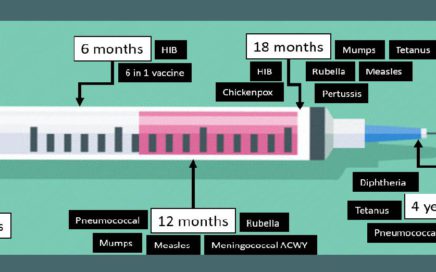 6 months
HIB
6 in 1 vaccine
18 months
Mumps
Tetanus
HIB
Rubella
Measles
Chickenpox
Pertussis
Pneumococcal
12 months
Rubella
Mumps
Measles
Meningococcal ACWY
Diphtheria
Tetanus
4 ye
Pneumococca
s